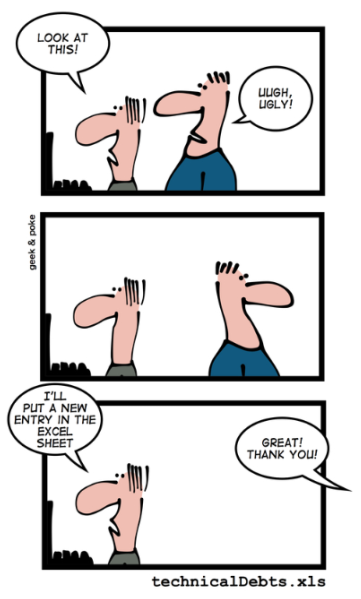 LOOK AT
THIS!
UUGH,
UGLY!
geek & poke
I'LL
PUT A NEW
ENTRY IN THE
EXCEL
SHEET
GREAT!
THANK YOU!
technicalDebts.xls